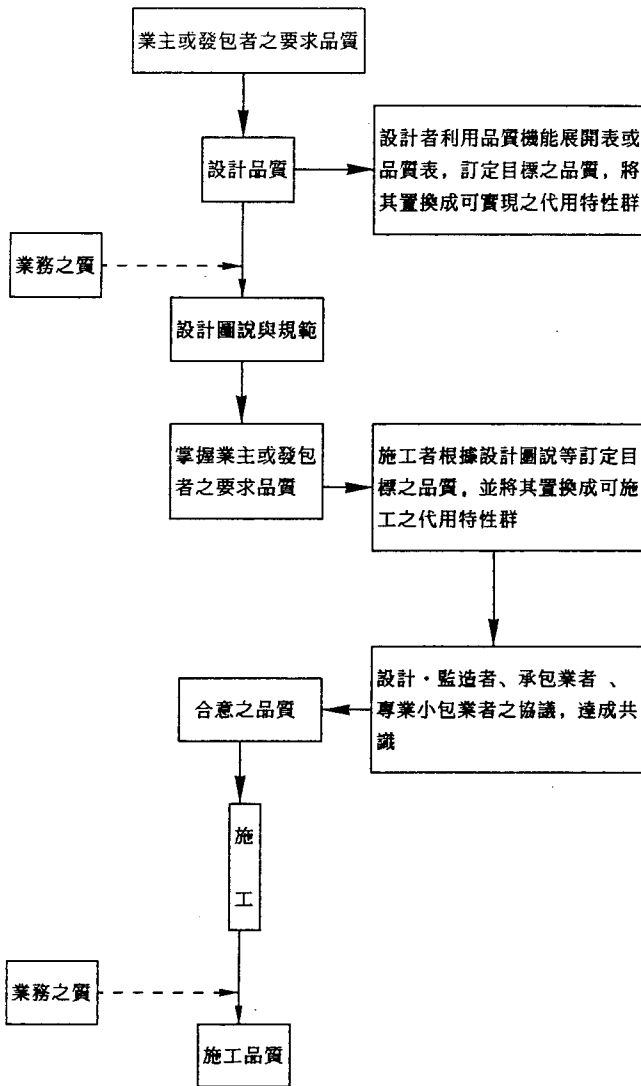 業主或發包者之要求品質
設計品質
設計者利用品質機能展開表或
品質表，訂定目標之品質，將
其置換成可實現之代用特性群
業務之質
設計圖說與規範
掌握業主或發包
者之要求品質
施工者根據設計圖說等訂定目
標之品質，並將其置換成可施
工之代用特性群
設計・監造者、承包業者、
專業小包業者之協議，達成共
識
合意之品質
施
工
業務之質
施工品質